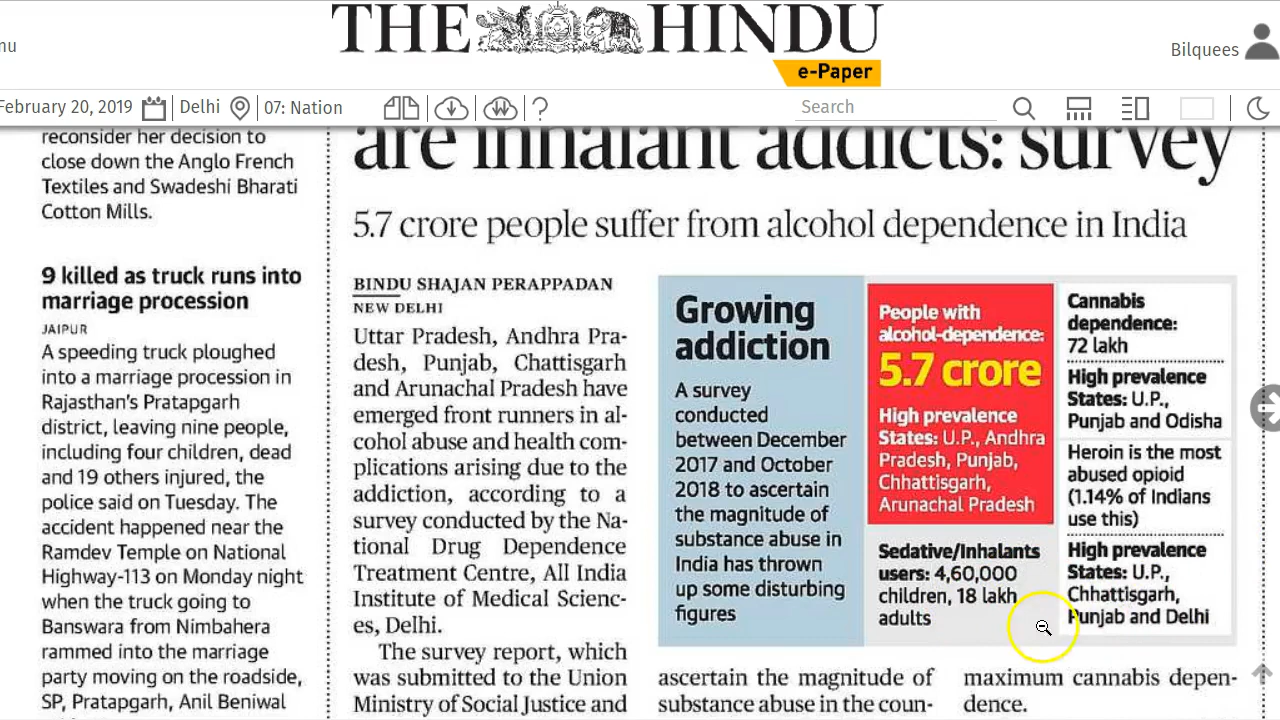 THE HINDU
e-Paper
nu
Bilquees
February 20, 2019
Delhi
07: Nation
?
Search
reconsider her decision to
close down the Anglo French
Textiles and Swadeshi Bharati
Cotton Mills.
9 killed as truck runs into
marriage procession
JAIPUR
A speeding truck ploughed
into a marriage procession in
Rajasthan's Pratapgarh
district, leaving nine people,
including four children, dead
and 19 others injured, the
police said on Tuesday. The
accident happened near the
Ramdev Temple on National
Highway-113 on Monday night
when the truck going to
Banswara from Nimbahera
rammed into the marriage
party moving on the roadside,
SP, Pratapgarh, Anil Beniwal
are inhalant addicts: survey
5.7 crore people suffer from alcohol dependence in India
BINDU SHAJAN PERAPPADAN
NEW DELHI
Uttar Pradesh, Andhra Pra-
desh, Punjab, Chattisgarh
and Arunachal Pradesh have
emerged front runners in al-
cohol abuse and health com-
plications arising due to the
addiction, according to a
survey conducted by the Na-
tional Drug Dependence
Treatment Centre, All India
Institute of Medical Scienc-
es, Delhi.
The survey report, which
was submitted to the Union
Ministry of Social Justice and
Growing
addiction
A survey
conducted
between December
2017 and October
2018 to ascertain
the magnitude of
substance abuse in
India has thrown
up some disturbing
figures
People with
alcohol-dependence:
5.7 crore
High prevalence
States: U.P., Andhra
Pradesh, Punjab,
Chhattisgarh,
Arunachal Pradesh
Sedative/Inhalants
users: 4,60,000
children, 18 lakh
adults
Cannabis
dependence:
72 lakh
High prevalence
States: U.P.,
Punjab and Odisha
Heroin is the most
abused opioid
(1.14% of Indians
use this)
High prevalence
States: U.P.,
Chhattisgarh,
Punjab and Delhi
ascertain the magnitude of
substance abuse in the coun-
maximum cannabis depen-
dence.